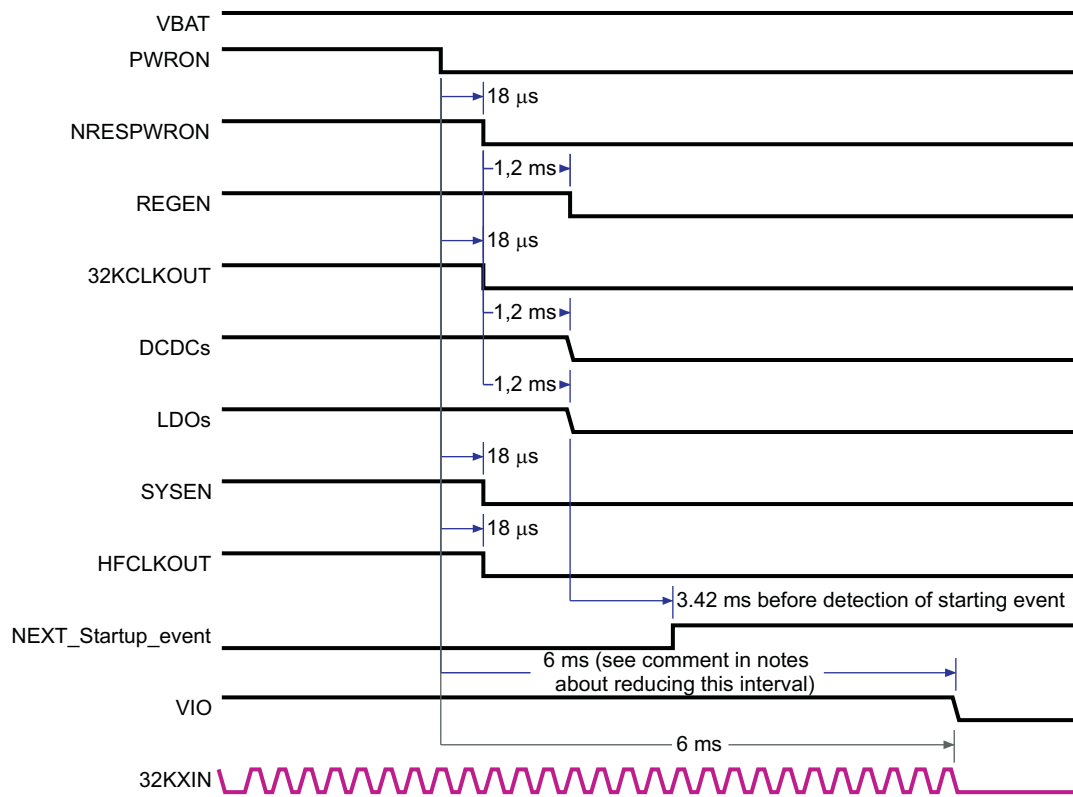 VBAT
PWRON
18 μs
NRESPWRON
1,2 ms
REGEN
18 μs
32KCLKOUT
1,2 ms
DCDCs
1,2 ms
LDOs
18 μs
SYSEN
18 μs
HFCLKOUT
3.42 ms before detection of starting event
NEXT_Startup_event
6 ms (see comment in notes
about reducing this interval)
VIO
6 ms
32KXIN